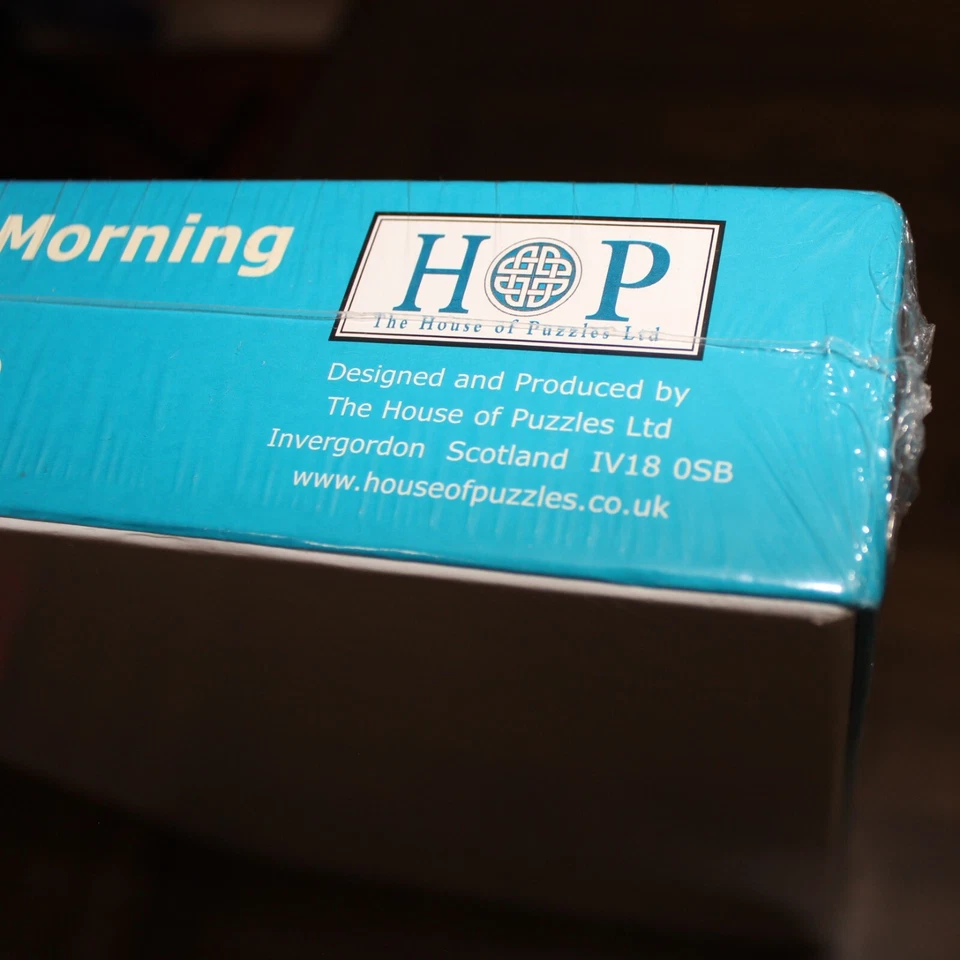 Morning
H O P
The House of Puzzles Ltd
Designed and Produced by
The House of Puzzles Ltd
Invergordon Scotland IV18 0SB
www.houseofpuzzles.co.uk